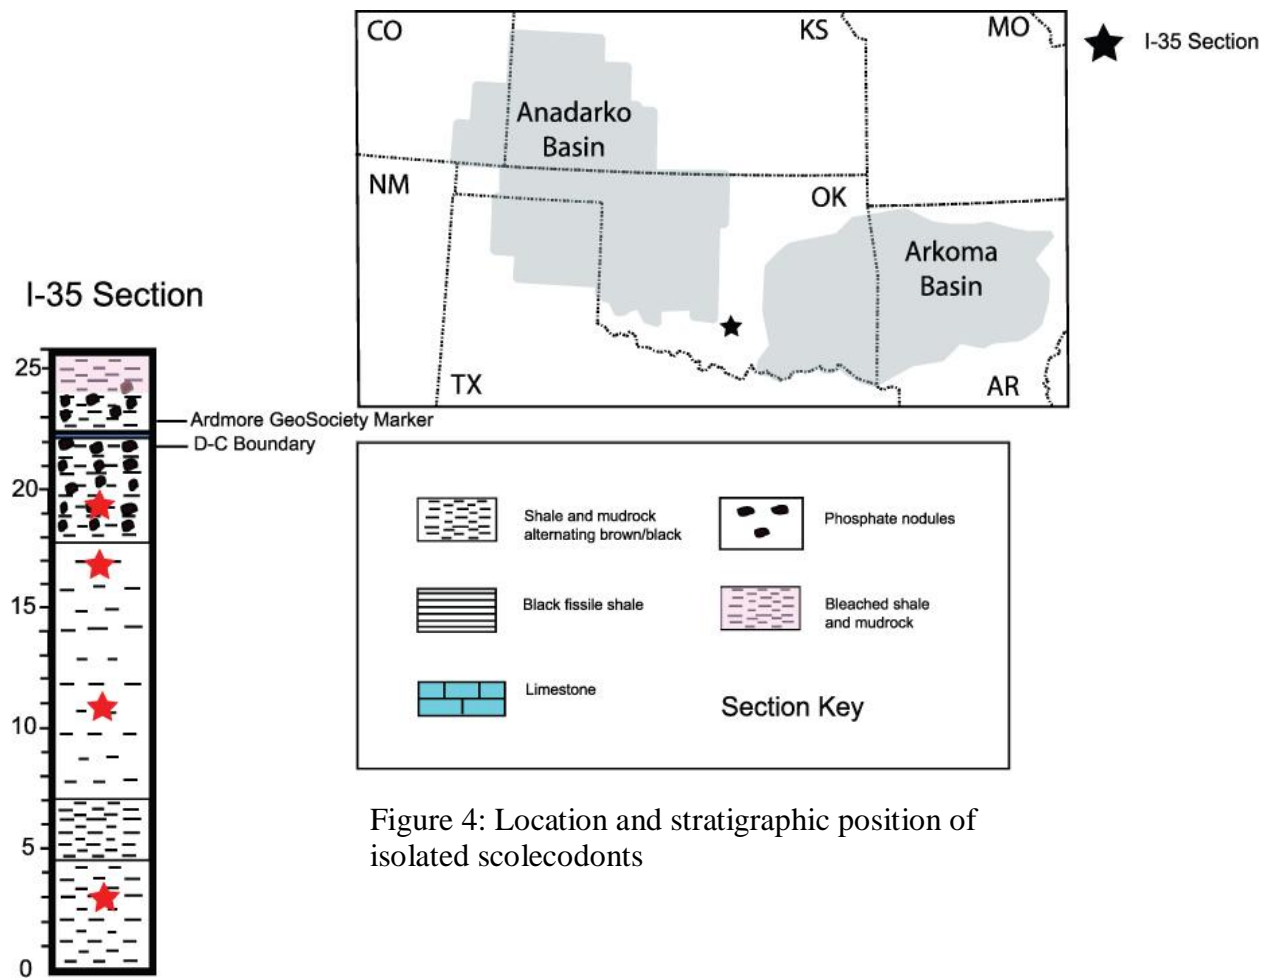 CO
KS
MO
I-35 Section
Anadarko
Basin
NM
OK
Arkoma
Basin
TX
AR
I-35 Section
25
Ardmore GeoSociety Marker
D-C Boundary
20
15
10
5
0
Shale and mudrock
alternating brown/black
Phosphate nodules
Black fissile shale
Bleached shale
and mudrock
Limestone
Section Key
Figure 4: Location and stratigraphic position of
isolated scolecodonts